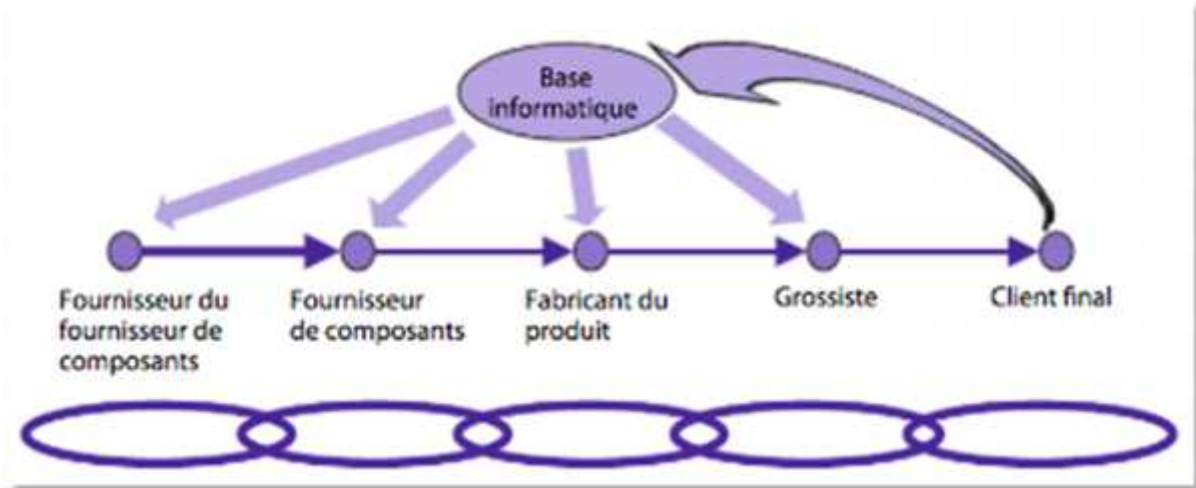 Base
informatique
Fournisseur du
fournisseur de
composants
Fournisseur
de composants
Fabricant du
produit
Grossiste
Client final